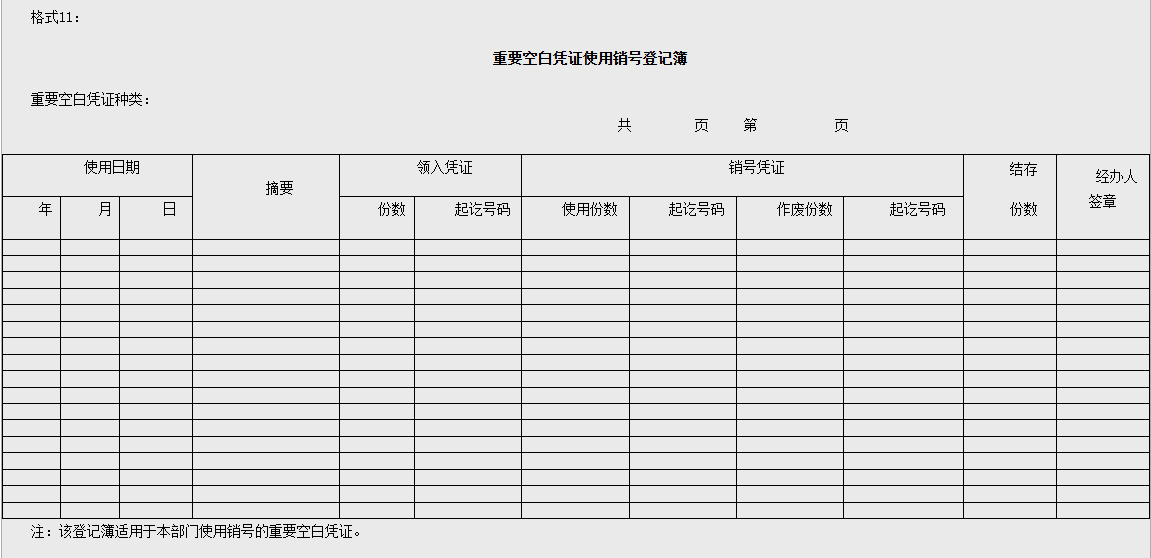 格式11：
重要空白凭证使用销号登记簿
重要空白凭证种类：
共 页 第 页
使用日期 摘要 领入凭证 销号凭证 结存份数 经办人签章
年 月 日 份数 起讫号码 使用份数 起讫号码 作废份数 起讫号码
注：该登记簿适用于本部门使用销号的重要空白凭证。